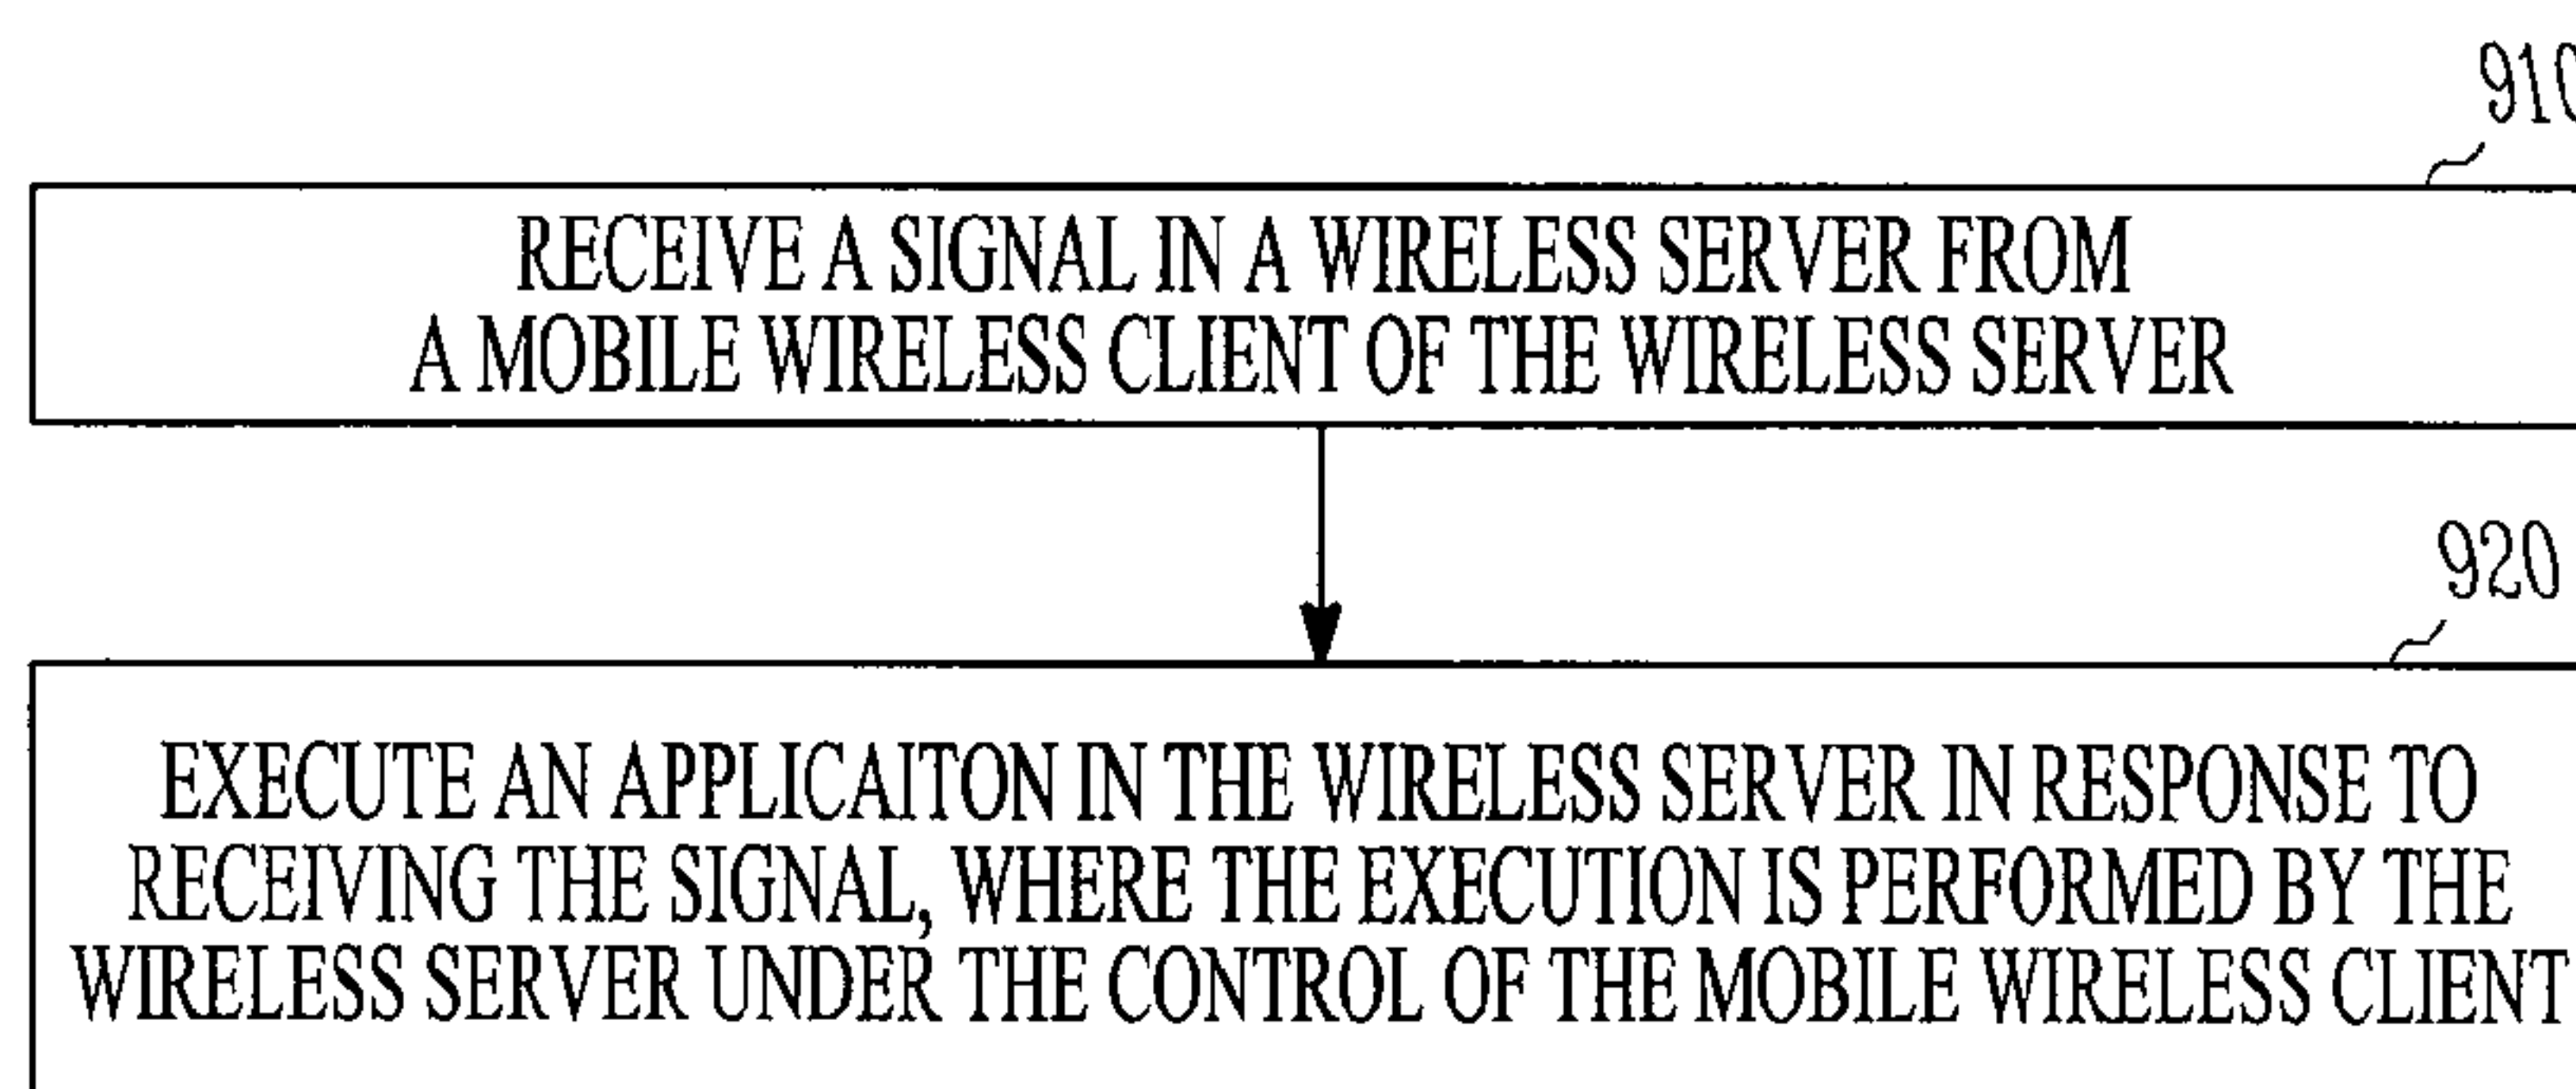 910
RECEIVE A SIGNAL IN A WIRELESS SERVER FROM
A MOBILE WIRELESS CLIENT OF THE WIRELESS SERVER
920
EXECUTE AN APPLICAITON IN THE WIRELESS SERVER IN RESPONSE TO
RECEIVING THE SIGNAL, WHERE THE EXECUTION IS PERFORMED BY THE
WIRELESS SERVER UNDER THE CONTROL OF THE MOBILE WIRELESS CLIENT